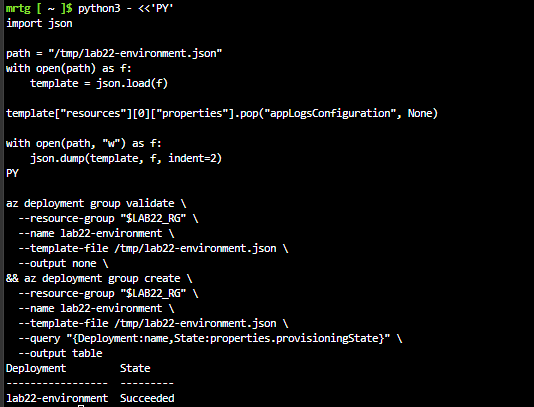 mrtg [ ~ ]$ python3 - <<'PY'
import json

path = "/tmp/lab22-environment.json"
with open(path) as f:
    template = json.load(f)

template["resources"][0]["properties"].pop("appLogsConfiguration", None)

with open(path, "w") as f:
    json.dump(template, f, indent=2)
PY

az deployment group validate \
  --resource-group "$LAB22_RG" \
  --name lab22-environment \
  --template-file /tmp/lab22-environment.json \
  --output none \
&& az deployment group create \
  --resource-group "$LAB22_RG" \
  --name lab22-environment \
  --template-file /tmp/lab22-environment.json \
  --query "{Deployment:name,State:properties.provisioningState}" \
  --output table
Deployment         State
-----------------  ---------
lab22-environment  Succeeded